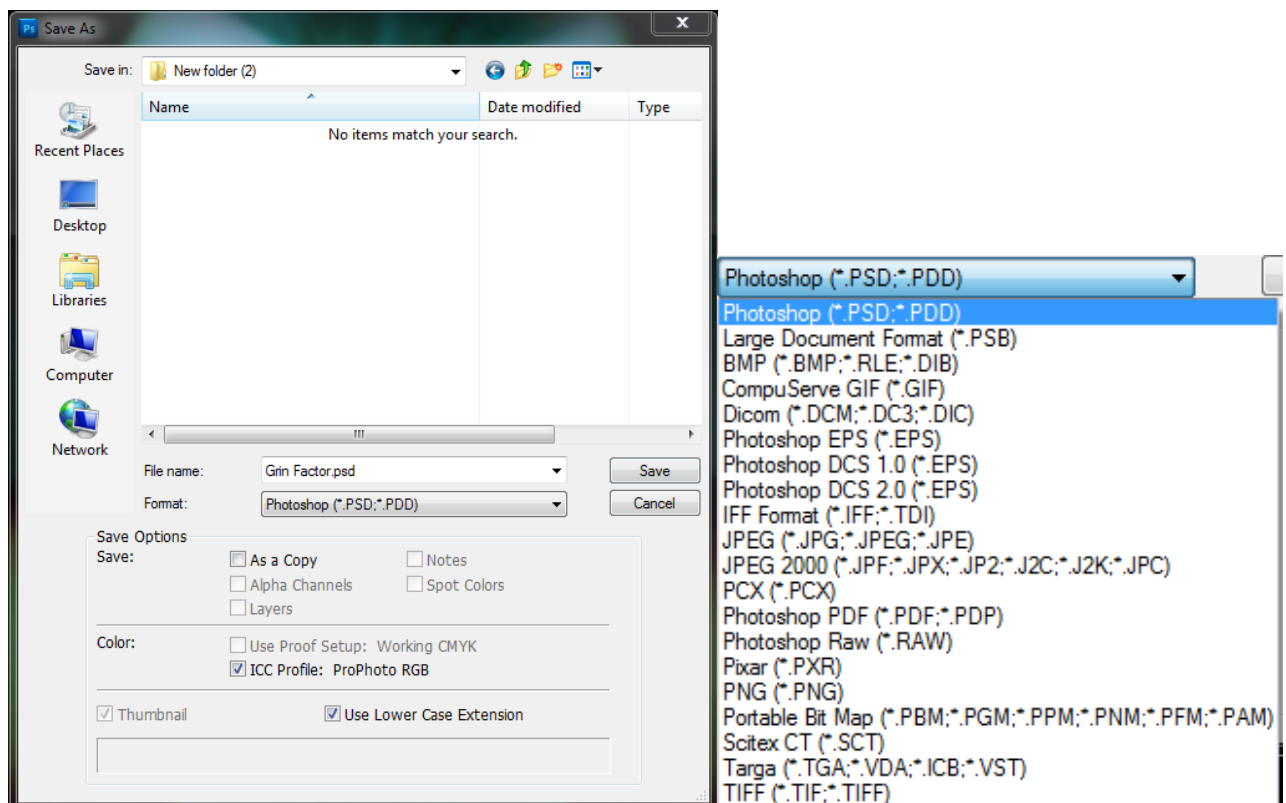 Ps Save As
Save in: New folder (2)
Name Date modified Type
No items match your search.
Recent Places
Desktop
Libraries
Computer
Network
File name: Grin Factor.psd Save
Format: Photoshop (*.PSD;*.PDD) Cancel
Save Options
Save: As a Copy Notes
Alpha Channels Spot Colors
Layers
Color: Use Proof Setup: Working CMYK
ICC Profile: ProPhoto RGB
Thumbnail Use Lower Case Extension
Photoshop (*.PSD;*.PDD)
Photoshop (*.PSD;*.PDD)
Large Document Format (*.PSB)
BMP (*.BMP;*.RLE;*.DIB)
CompuServe GIF (*.GIF)
Dicom (*.DCM;*.DC3;*.DIC)
Photoshop EPS (*.EPS)
Photoshop DCS 1.0 (*.EPS)
Photoshop DCS 2.0 (*.EPS)
IFF Format (*.IFF;*.TDI)
JPEG (*.JPG;*.JPEG;*.JPE)
JPEG 2000 (*.JPF;*.JPX;*.JP2;*.J2C;*.J2K;*.JPC)
PCX (*.PCX)
Photoshop PDF (*.PDF;*.PDP)
Photoshop Raw (*.RAW)
Pixar (*.PXR)
PNG (*.PNG)
Portable Bit Map (*.PBM;*.PGM;*.PPM;*.PNM;*.PFM;*.PAM)
Scitex CT (*.SCT)
Targa (*.TGA;*.VDA;*.ICB;*.VST)
TIFF (*.TIF;*.TIFF)